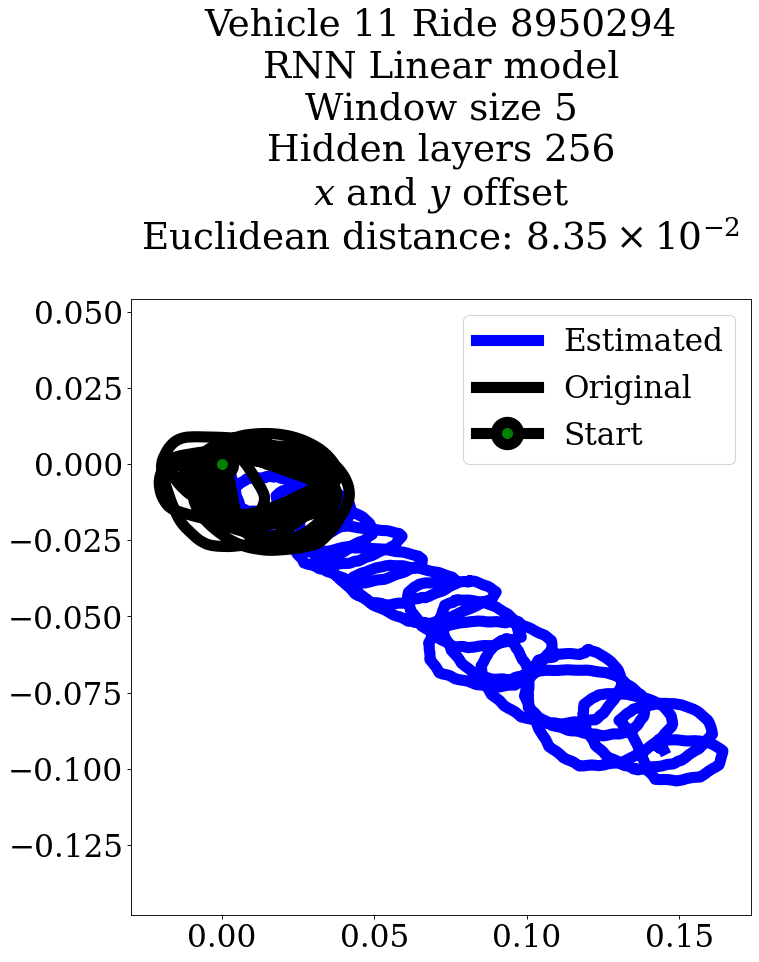 Vehicle 11 Ride 8950294
RNN Linear model
Window size 5
Hidden layers 256
x and y offset
Euclidean distance: 8.35 × 10⁻²
Estimated
Original
Start
0.050
0.025
0.000
−0.025
−0.050
−0.075
−0.100
−0.125
0.00 0.05 0.10 0.15